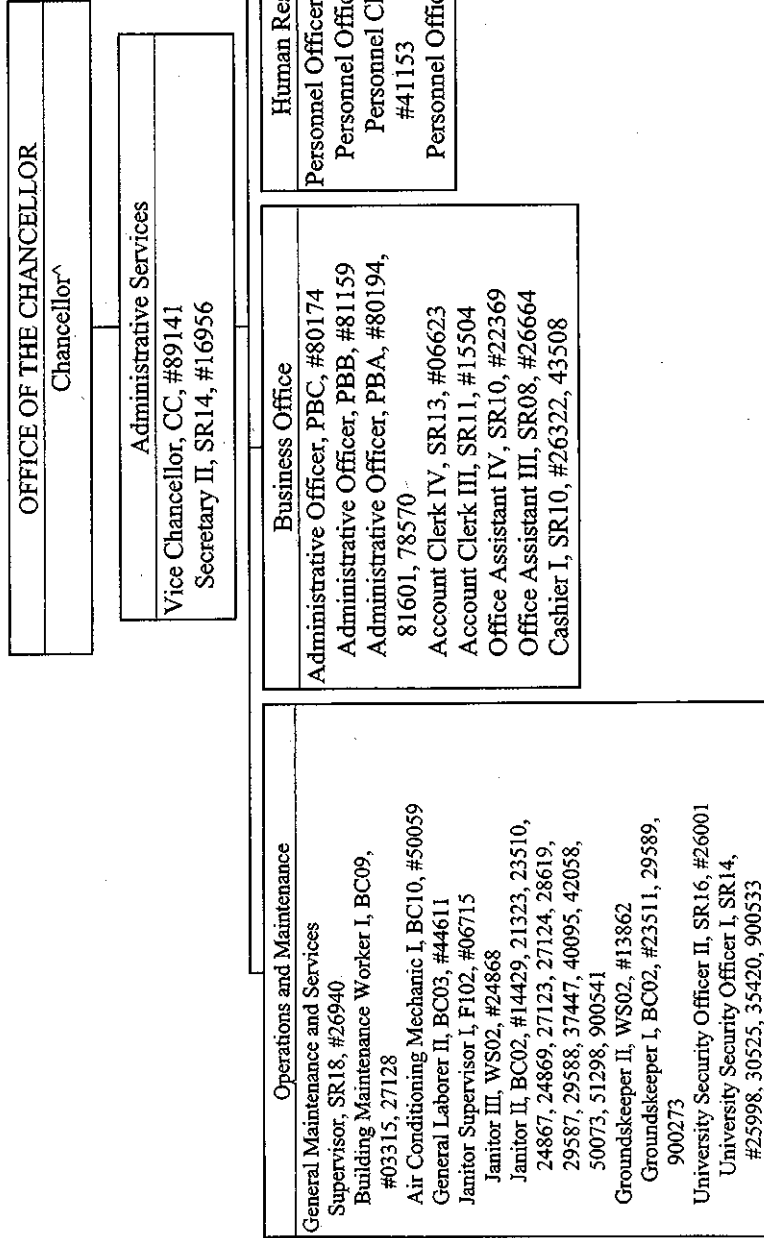 OFFICE OF THE CHANCELLOR
Chancellor^
Administrative Services
Vice Chancellor, CC, #89141
Secretary II, SR14, #16956
Operations and Maintenance
General Maintenance and Services
Supervisor, SR18, #26940
Building Maintenance Worker I, BC09,
#03315, 27128
Air Conditioning Mechanic I, BC10, #50059
General Laborer II, BC03, #44611
Janitor Supervisor I, F102, #06715
Janitor III, WS02, #24868
Janitor II, BC02, #14429, 21323, 23510,
24867, 24869, 27123, 27124, 28619,
29587, 29588, 37447, 40095, 42058,
50073, 51298, 900541
Groundskeeper II, WS02, #13862
Groundskeeper I, BC02, #23511, 29589,
900273
University Security Officer II, SR16, #26001
University Security Officer I, SR14,
#25998, 30525, 35420, 900533
Business Office
Administrative Officer, PBC, #80174
Administrative Officer, PBB, #81159
Administrative Officer, PBA, #80194,
81601, 78570
Account Clerk IV, SR13, #06623
Account Clerk III, SR11, #15504
Office Assistant IV, SR10, #22369
Office Assistant III, SR08, #26664
Cashier I, SR10, #26322, 43508
Human Res
Personnel Officer
Personnel Offic
Personnel Cl
#41153
Personnel Offic